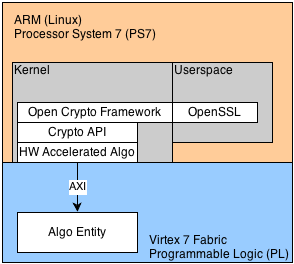 ARM (Linux)
Processor System 7 (PS7)
Kernel
Userspace
Open Crypto Framework
OpenSSL
Crypto API
HW Accelerated Algo
AXI
Algo Entity
Virtex 7 Fabric
Programmable Logic (PL)